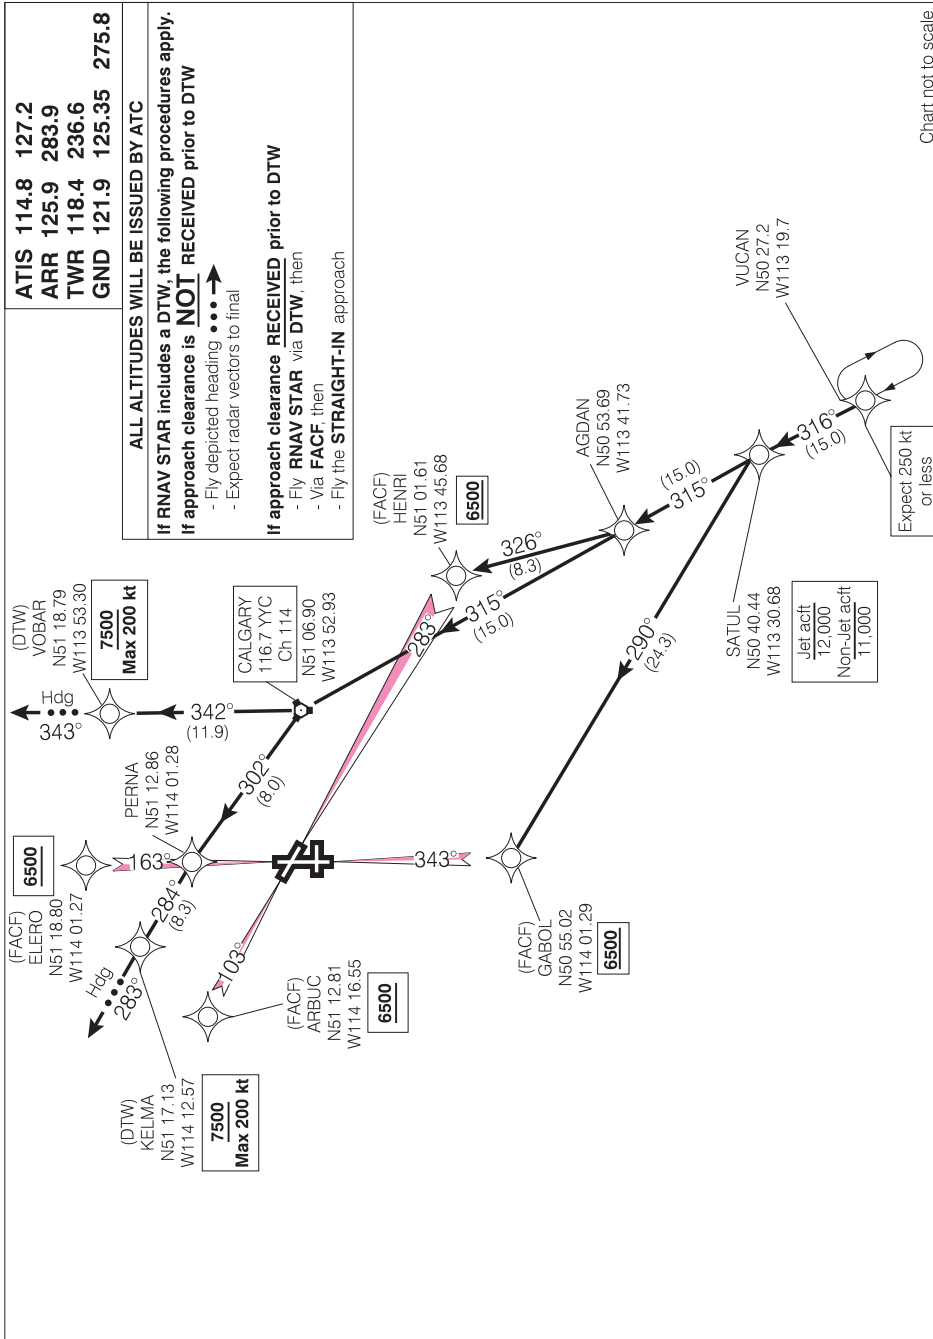 ATIS 114.8 127.2
ARR 125.9 283.9
TWR 118.4 236.6
GND 121.9 125.35 275.8
ALL ALTITUDES WILL BE ISSUED BY ATC
If RNAV STAR includes a DTW, the following procedures apply.
If approach clearance is NOT RECEIVED prior to DTW
- Fly depicted heading
- Expect radar vectors to final
If approach clearance RECEIVED prior to DTW
- Fly RNAV STAR via DTW, then
- Via FACF, then
- Fly the STRAIGHT-IN approach
(DTW)
VOBAR
N51 18.79
W113 53.30
7500
Max 200 kt
Hdg
343°
342°
(11.9)
CALGARY
116.7 YYC
Ch 114
N51 06.90
W113 52.93
(FACF)
HENRI
N51 01.61
W113 45.68
6500
AGDAN
N50 53.69
W113 41.73
VUCAN
N50 27.2
W113 19.7
326°
(8.3)
315°
(15.0)
315°
(15.0)
316°
(15.0)
Expect 250 kt
or less
SATUL
N50 40.44
W113 30.68
Jet acft
12,000
Non-Jet acft
11,000
290°
(24.3)
283°
302°
(8.0)
PERNA
N51 12.86
W114 01.28
(FACF)
ELERO
N51 18.80
W114 01.27
6500
163°
343°
284°
(8.3)
Hdg
283°
103°
(FACF)
GABOL
N50 55.02
W114 01.29
6500
(FACF)
ARBUC
N51 12.81
W114 16.55
6500
(DTW)
KELMA
N51 17.13
W114 12.57
7500
Max 200 kt
Chart not to scale